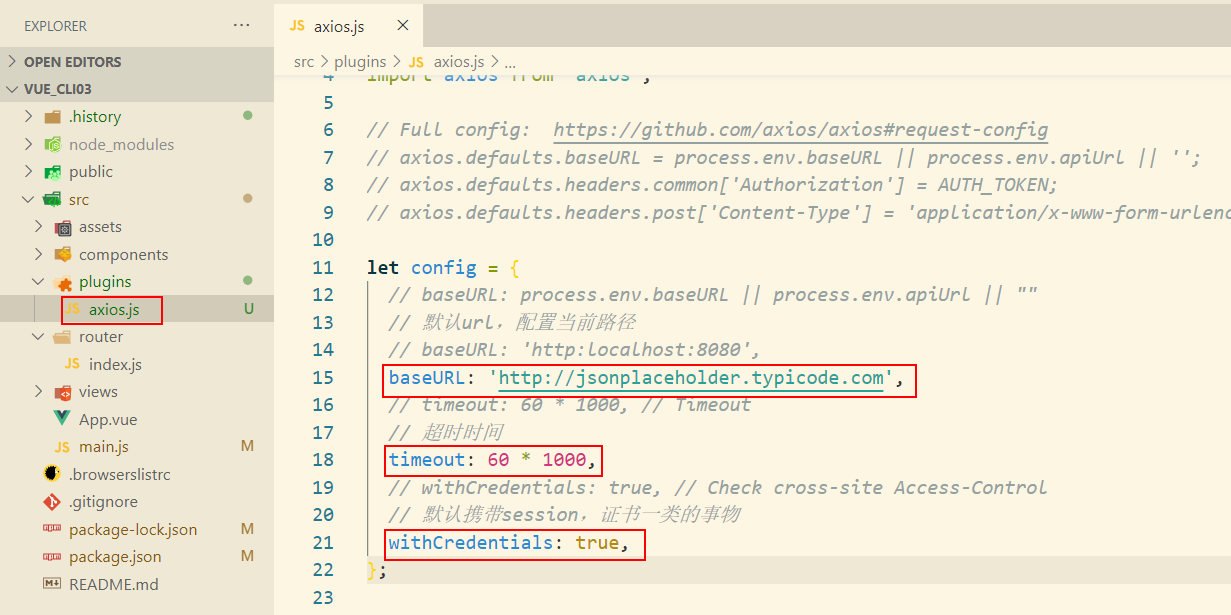 EXPLORER ···
OPEN EDITORS
VUE_CLI03
.history
node_modules
public
src
assets
components
plugins
JS axios.js U
router
JS index.js
views
App.vue
JS main.js M
.browserslistrc
.gitignore
package-lock.json M
package.json M
README.md
JS axios.js ×
src > plugins > JS axios.js > ...
4 import axios from 'axios';
5
6 // Full config:  https://github.com/axios/axios#request-config
7 // axios.defaults.baseURL = process.env.baseURL || process.env.apiUrl || '';
8 // axios.defaults.headers.common['Authorization'] = AUTH_TOKEN;
9 // axios.defaults.headers.post['Content-Type'] = 'application/x-www-form-urlenc
10
11 let config = {
12 // baseURL: process.env.baseURL || process.env.apiUrl || ""
13 // 默认url，配置当前路径
14 // baseURL: 'http:localhost:8080',
15 baseURL: 'http://jsonplaceholder.typicode.com',
16 // timeout: 60 * 1000, // Timeout
17 // 超时时间
18 timeout: 60 * 1000,
19 // withCredentials: true, // Check cross-site Access-Control
20 // 默认携带session，证书一类的事物
21 withCredentials: true,
22 };
23